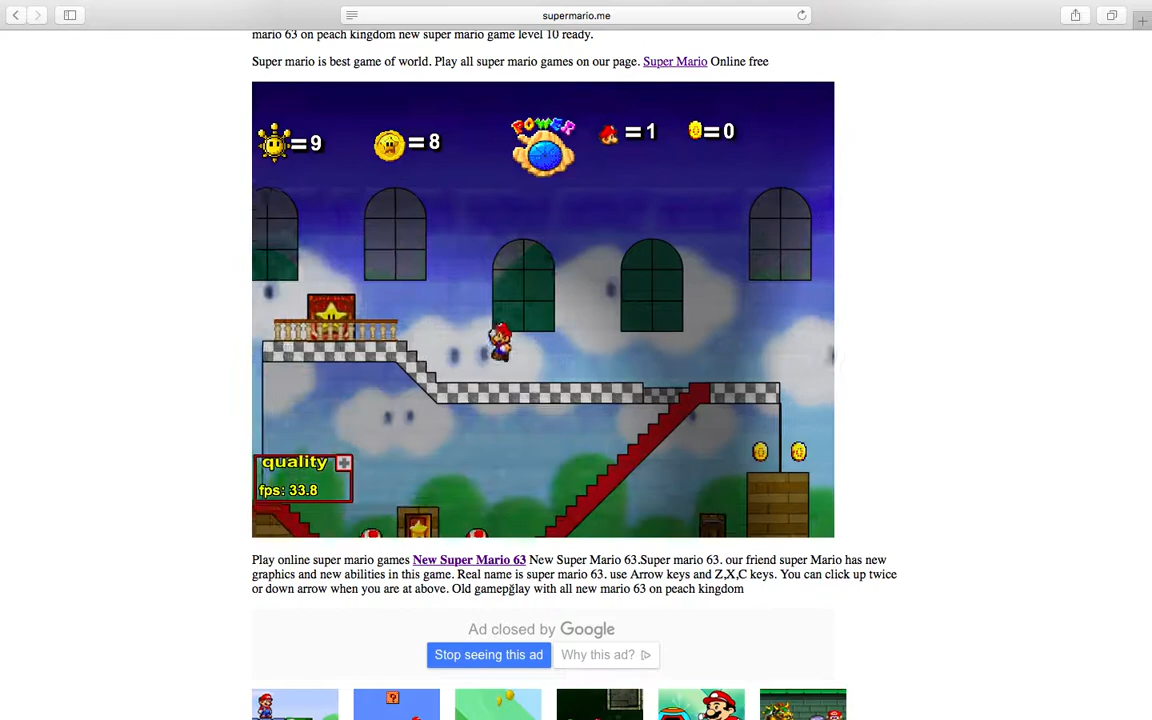 supermario.me
mario 63 on peach kingdom new super mario game level 10 ready.
Super mario is best game of world. Play all super mario games on our page. Super Mario Online free
=9
=8
POWER
=1
=0
quality
fps: 33.8
Play online super mario games New Super Mario 63 New Super Mario 63.Super mario 63. our friend super Mario has new
graphics and new abilities in this game. Real name is super mario 63. use Arrow keys and Z,X,C keys. You can click up twice
or down arrow when you are at above. Old gamepğlay with all new mario 63 on peach kingdom
Ad closed by Google
Stop seeing this ad
Why this ad?
?